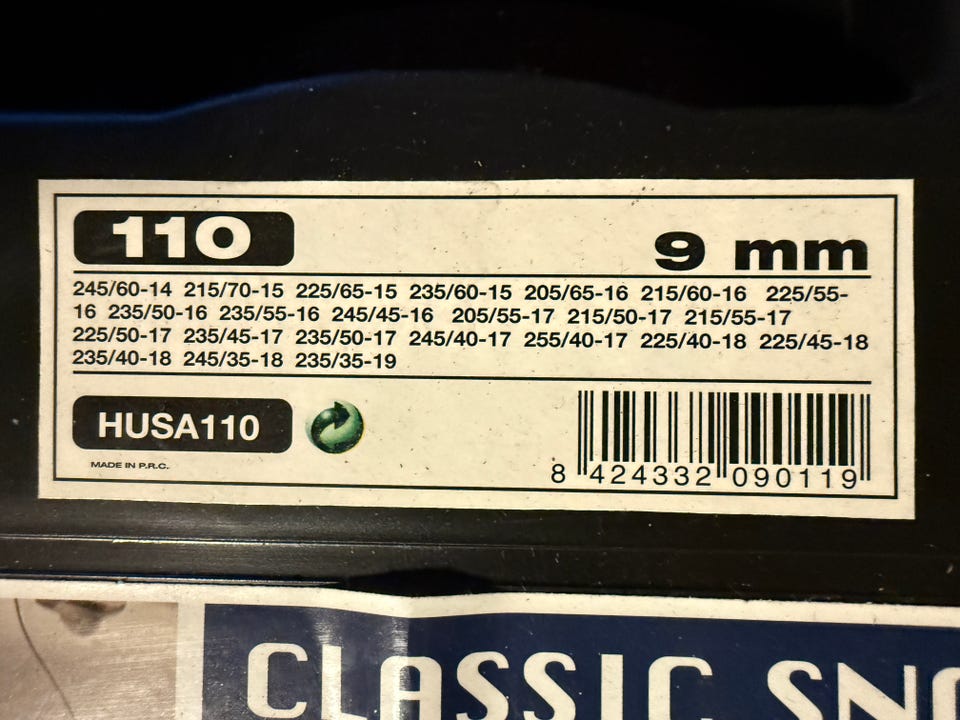 110
9 mm
245/60-14 215/70-15 225/65-15 235/60-15 205/65-16 215/60-16 225/55-
16 235/50-16 235/55-16 245/45-16 205/55-17 215/50-17 215/55-17
225/50-17 235/45-17 235/50-17 245/40-17 255/40-17 225/40-18 225/45-18
235/40-18 245/35-18 235/35-19
HUSA110
MADE IN P.R.C.
8 424332 090119
CLASSIC